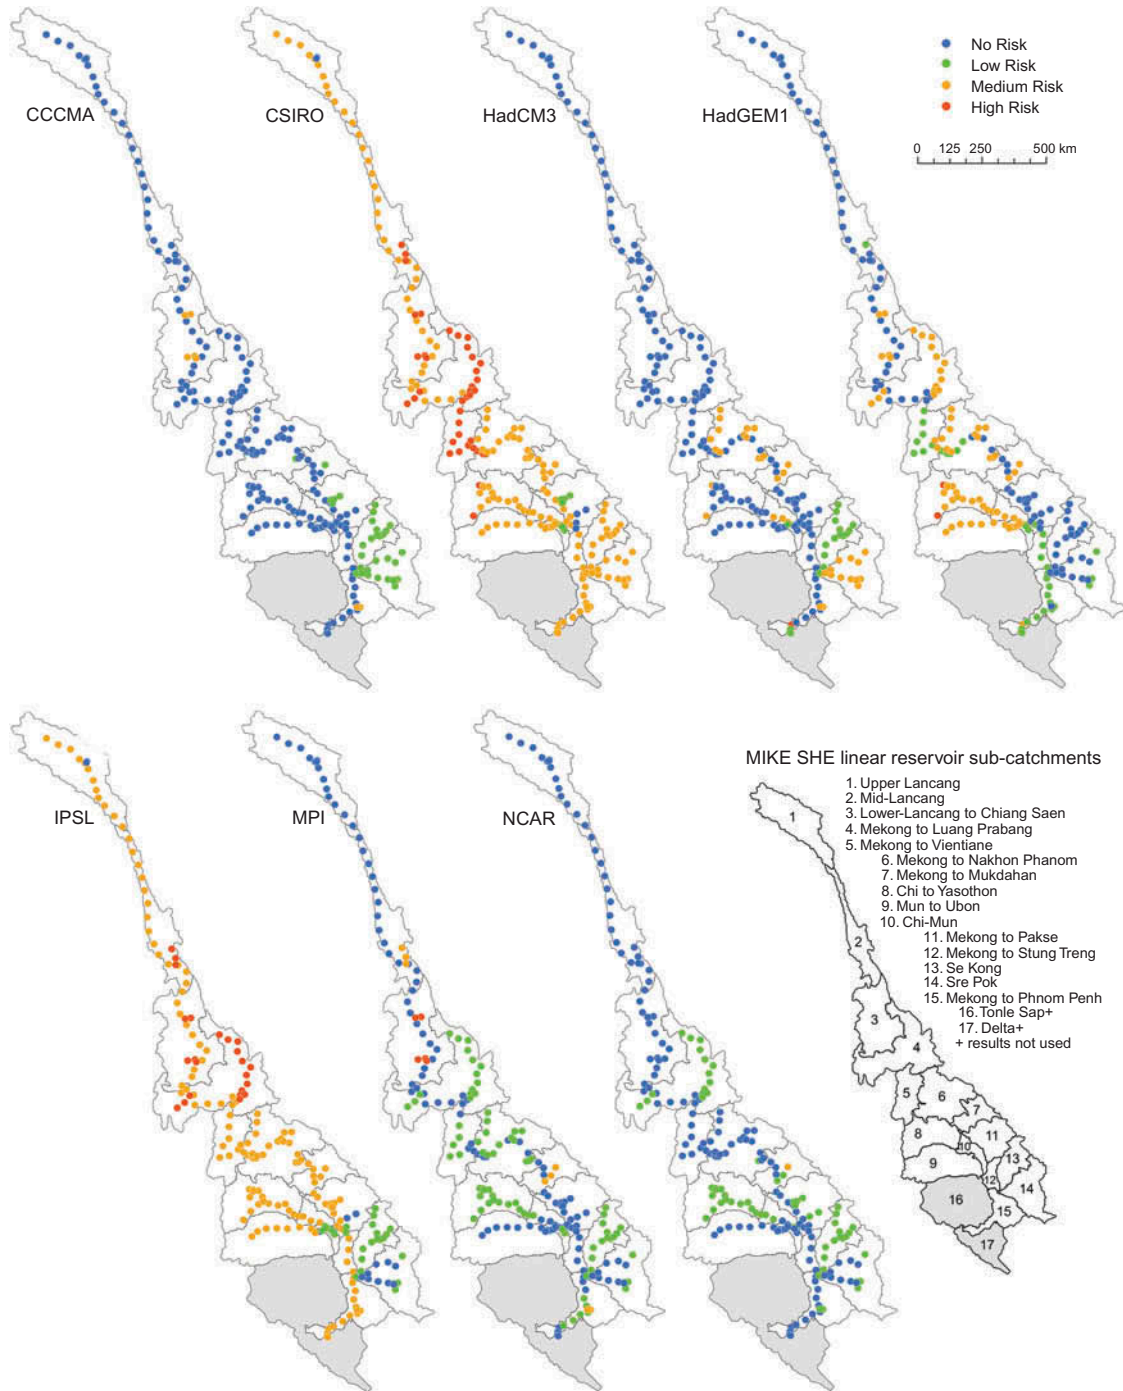 No Risk
Low Risk
Medium Risk
High Risk
CCCMA
CSIRO
HadCM3
HadGEM1
0 125 250 500 km
IPSL
MPI
NCAR
MIKE SHE linear reservoir sub-catchments
1. Upper Lancang
2. Mid-Lancang
3. Lower-Lancang to Chiang Saen
4. Mekong to Luang Prabang
5. Mekong to Vientiane
6. Mekong to Nakhon Phanom
7. Mekong to Mukdahan
8. Chi to Yasothon
9. Mun to Ubon
10. Chi-Mun
11. Mekong to Pakse
12. Mekong to Stung Treng
13. Se Kong
14. Sre Pok
15. Mekong to Phnom Penh
16. Tonle Sap+
17. Delta+
+ results not used
1
2
3
4
5
6
7
8
10
11
9
13
12
14
16
15
17